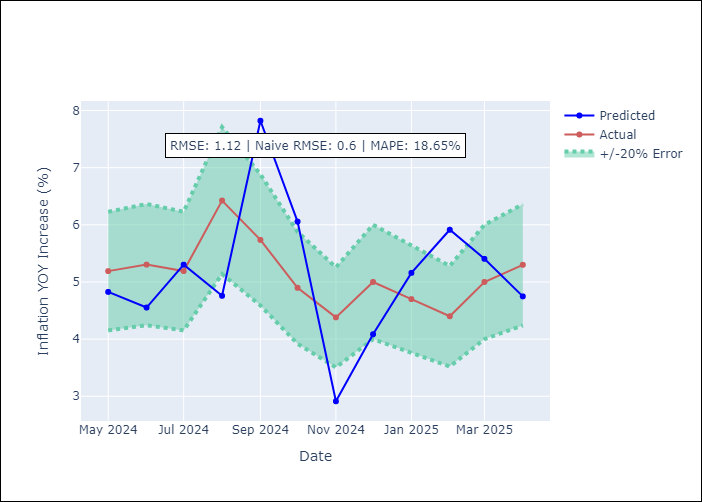 Predicted
Actual
+/-20% Error
RMSE: 1.12 | Naive RMSE: 0.6 | MAPE: 18.65%
Inflation YOY Increase (%)
8
7
6
5
4
3
May 2024
Jul 2024
Sep 2024
Nov 2024
Jan 2025
Mar 2025
Date